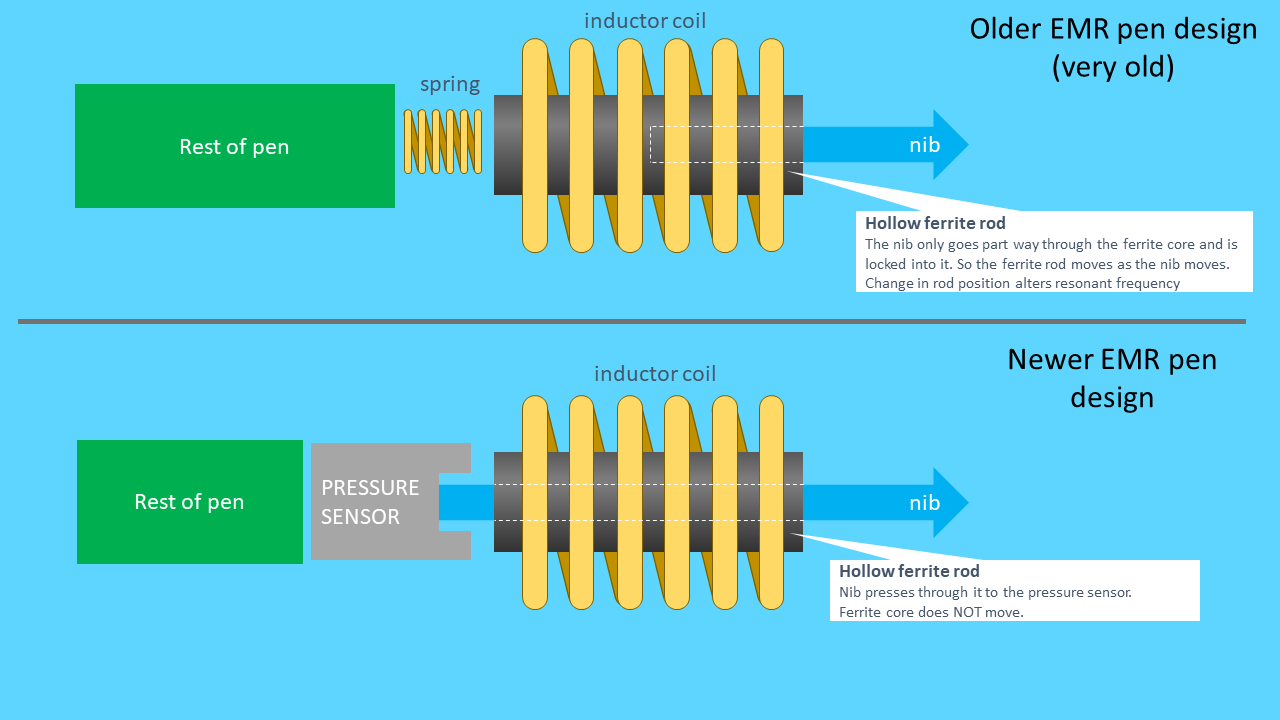 inductor coil
Older EMR pen design
(very old)
spring
Rest of pen
nib
Hollow ferrite rod
The nib only goes part way through the ferrite core and is
locked into it. So the ferrite rod moves as the nib moves.
Change in rod position alters resonant frequency
Newer EMR pen
design
inductor coil
Rest of pen
PRESSURE
SENSOR
nib
Hollow ferrite rod
Nib presses through it to the pressure sensor.
Ferrite core does NOT move.